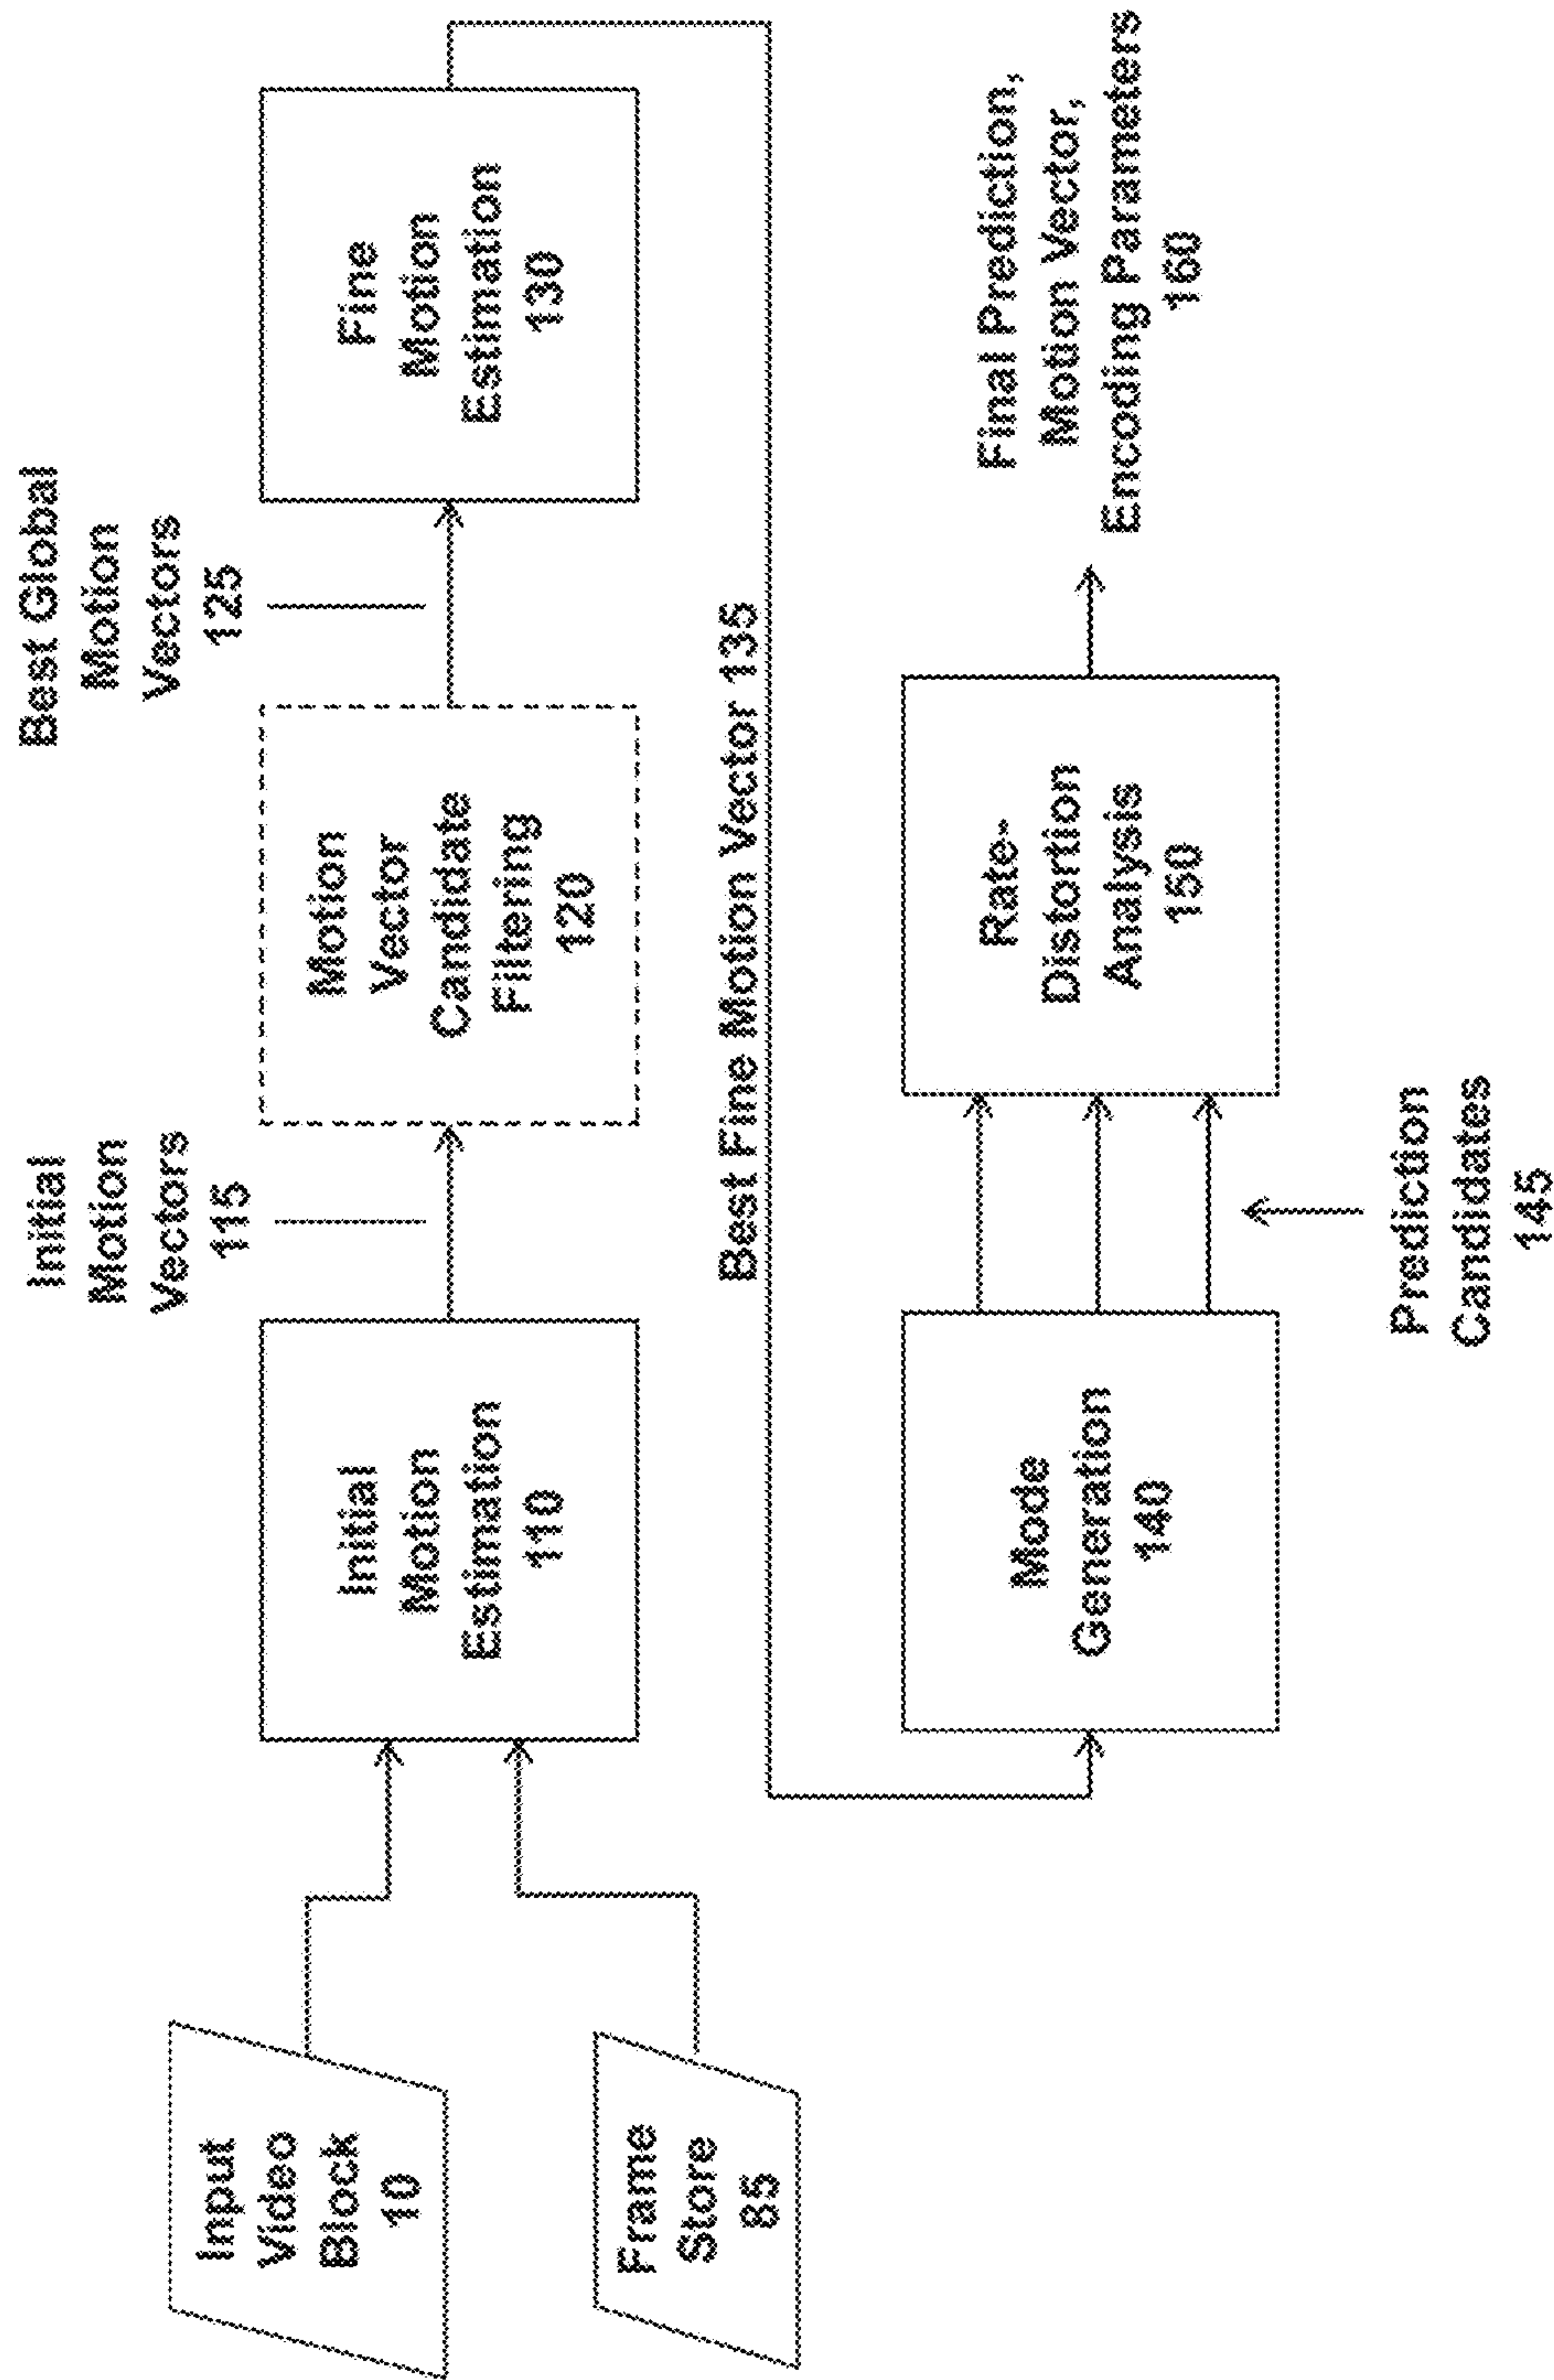 Input
Video
Block
10
Frame
Store
85
Initial
Motion
Estimation
110
Initial
Motion
Vectors
115
Motion
Vector
Candidate
Filtering
120
Best Global
Motion
Vectors
125
Fine
Motion
Estimation
130
Best Fine Motion Vector 135
Mode
Generation
140
Prediction
Candidates
145
Rate-
Distortion
Analysis
150
Final Prediction,
Motion Vector,
Encoding Parameters
160